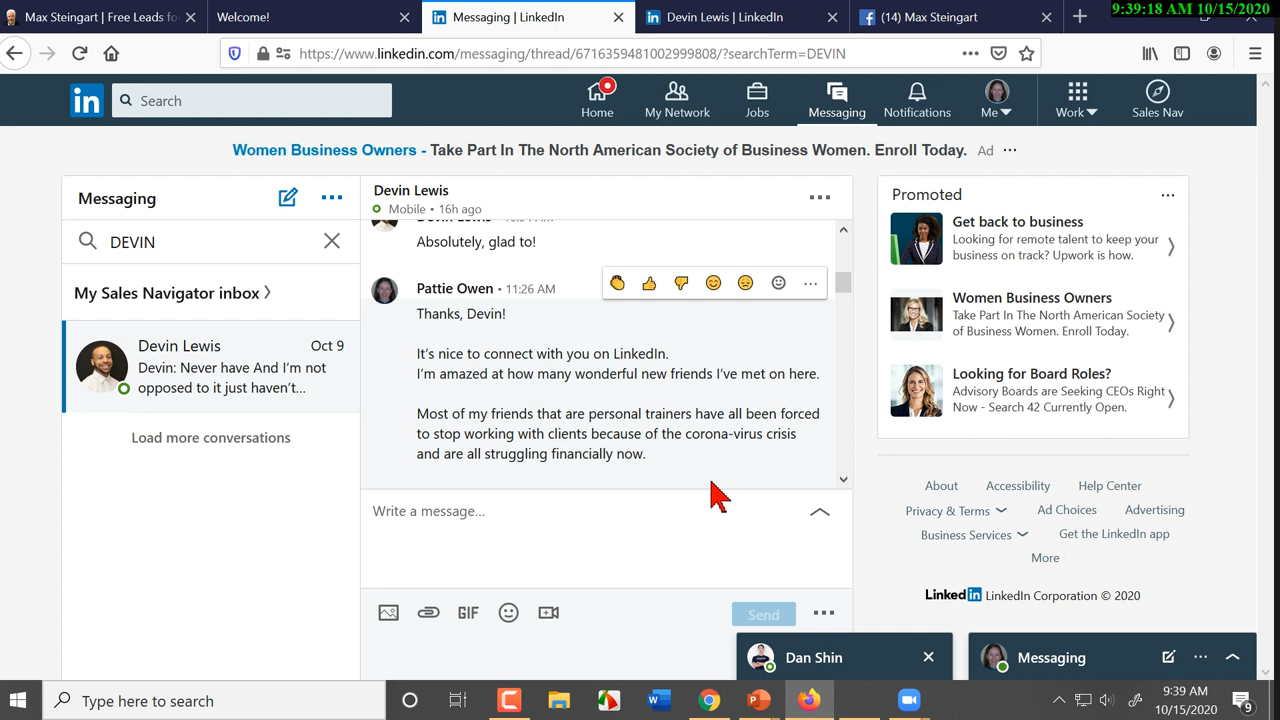 Max Steingart | Free Leads for
Welcome!
Messaging | LinkedIn
Devin Lewis | LinkedIn
(14) Max Steingart
9:39:18 AM 10/15/2020
https://www.linkedin.com/messaging/thread/6716359481002999808/?searchTerm=DEVIN
in
Search
Home
My Network
Jobs
Messaging
Notifications
Me
Work
Sales Nav
Women Business Owners - Take Part In The North American Society of Business Women. Enroll Today. Ad
Messaging
DEVIN
My Sales Navigator inbox
Devin Lewis
Oct 9
Devin: Never have And I'm not
opposed to it just haven't...
Load more conversations
Devin Lewis
Mobile • 16h ago
Absolutely, glad to!
Pattie Owen • 11:26 AM
Thanks, Devin!
It's nice to connect with you on LinkedIn.
I'm amazed at how many wonderful new friends I've met on here.
Most of my friends that are personal trainers have all been forced
to stop working with clients because of the corona-virus crisis
and are all struggling financially now.
Write a message...
GIF
Send
Promoted
Get back to business
Looking for remote talent to keep your
business on track? Upwork is how.
Women Business Owners
Take Part In The North American Society
of Business Women. Enroll Today.
Looking for Board Roles?
Advisory Boards are Seeking CEOs Right
Now - Search 42 Currently Open.
About
Accessibility
Help Center
Privacy & Terms
Ad Choices
Advertising
Business Services
Get the LinkedIn app
More
LinkedIn LinkedIn Corporation © 2020
Dan Shin
Messaging
Type here to search
9:39 AM
10/15/2020
9